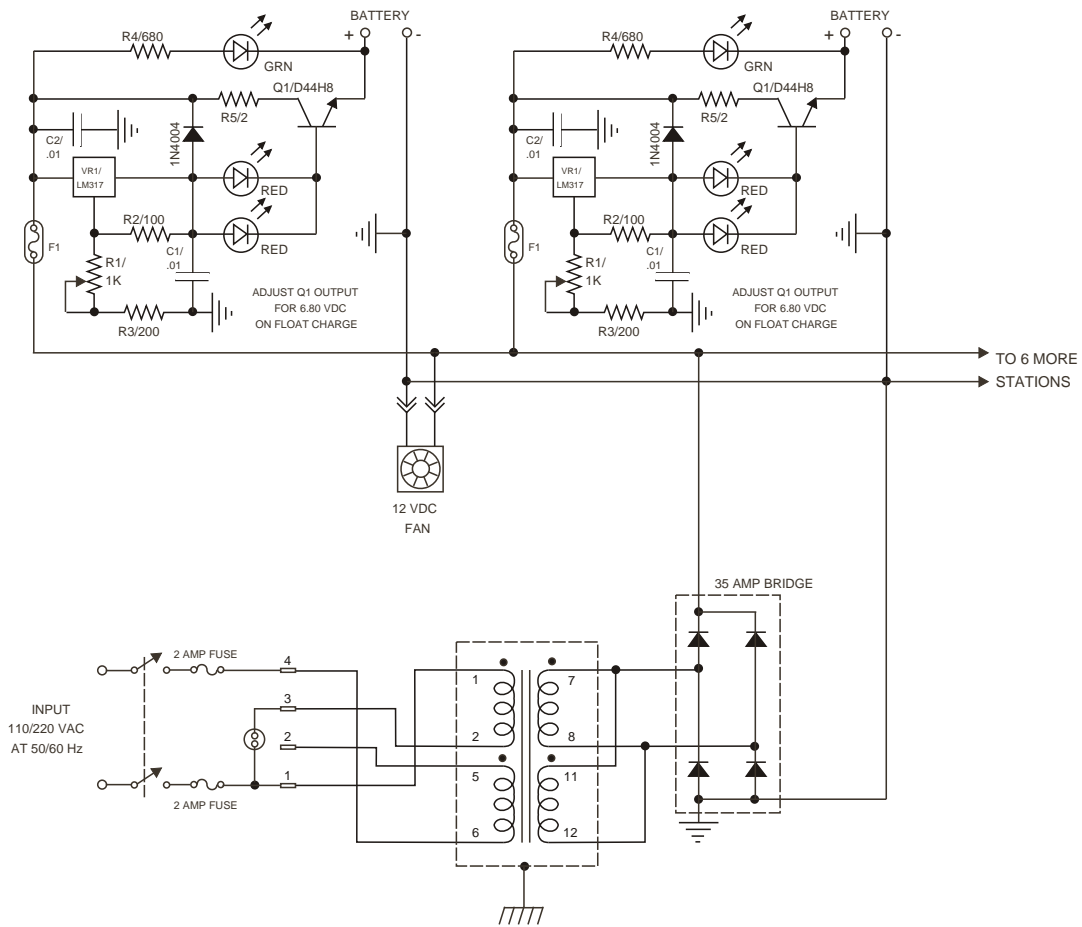 BATTERY
+ -
R4/680
GRN
Q1/D44H8
R5/2
C2/
.01
1N4004
VR1/
LM317
RED
R2/100
RED
F1
R1/
1K
C1/
.01
R3/200
ADJUST Q1 OUTPUT
FOR 6.80 VDC
ON FLOAT CHARGE
BATTERY
+ -
R4/680
GRN
Q1/D44H8
R5/2
C2/
.01
1N4004
VR1/
LM317
RED
R2/100
RED
F1
R1/
1K
C1/
.01
R3/200
ADJUST Q1 OUTPUT
FOR 6.80 VDC
ON FLOAT CHARGE
TO 6 MORE
STATIONS
12 VDC
FAN
35 AMP BRIDGE
INPUT
110/220 VAC
AT 50/60 Hz
2 AMP FUSE
2 AMP FUSE
4
3
2
1
1
2
5
6
7
8
11
12